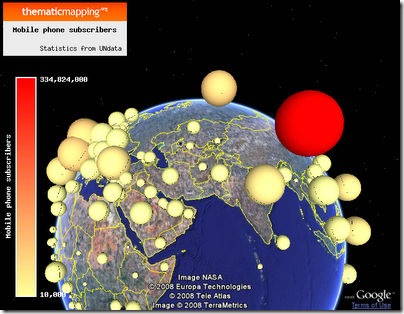 thematicmapping.org
Mobile phone subscribers
Statistics from UNdata
334,824,000
Mobile phone subscribers
10,000
Image NASA
© 2008 Europa Technologies
© 2008 Tele Atlas
Image © 2008 TerraMetrics
Google
Terms of Use